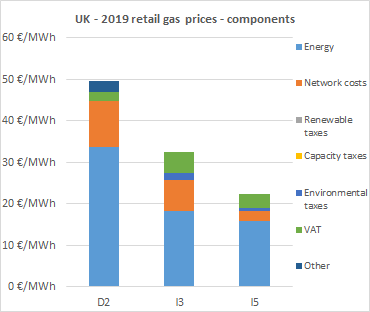 UK - 2019 retail gas prices - components
60 €/MWh
50 €/MWh
40 €/MWh
30 €/MWh
20 €/MWh
10 €/MWh
0 €/MWh
D2
I3
I5
Energy
Network costs
Renewable
taxes
Capacity taxes
Environmental
taxes
VAT
Other